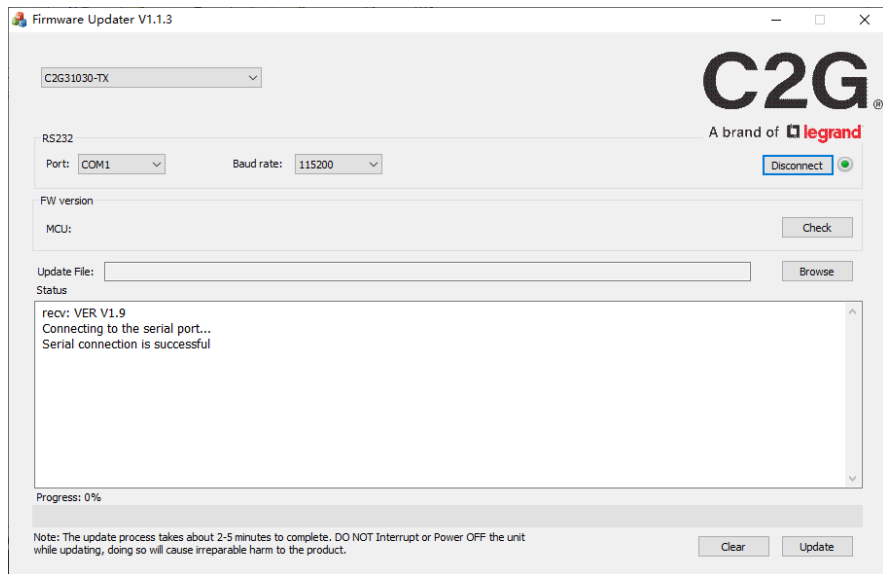 Firmware Updater V1.1.3
C2G31030-TX
C2G®
A brand of legrand
RS232
Port: COM1 Baud rate: 115200 Disconnect
FW version
MCU: Check
Update File: Browse
Status
recv: VER V1.9
Connecting to the serial port...
Serial connection is successful
Progress: 0%
Note: The update process takes about 2-5 minutes to complete. DO NOT Interrupt or Power OFF the unit
while updating, doing so will cause irreparable harm to the product.
Clear Update